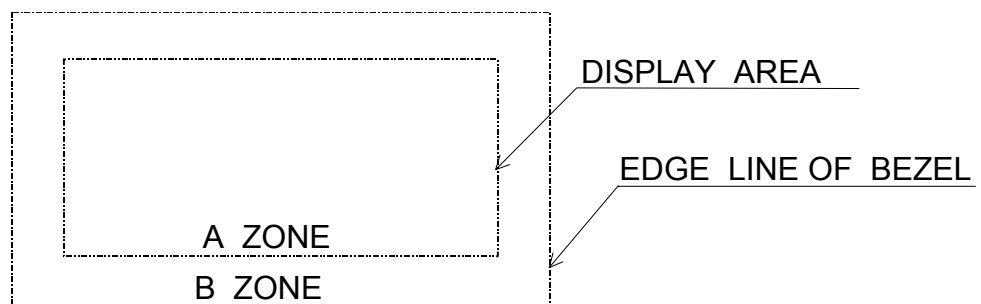 DISPLAY AREA
EDGE LINE OF BEZEL
A ZONE
B ZONE